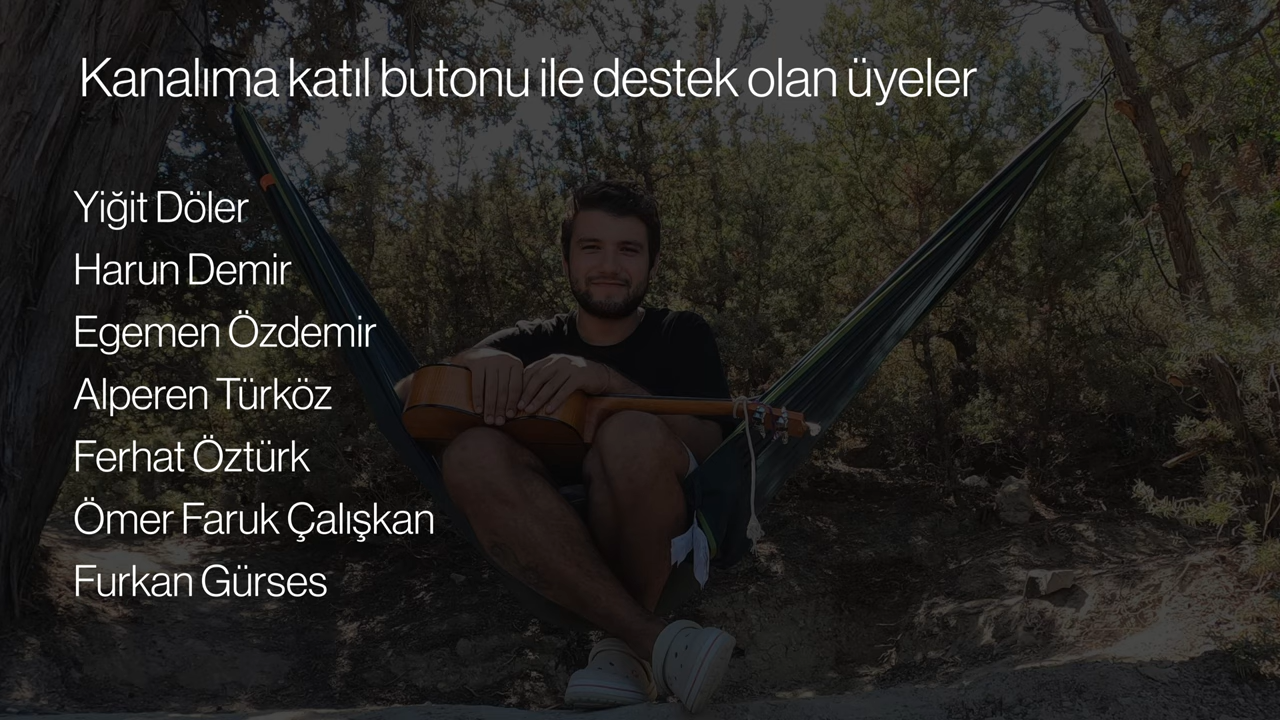 Kanalıma katıl butonu ile destek olan üyeler
Yiğit Döler
Harun Demir
Egemen Özdemir
Alperen Türköz
Ferhat Öztürk
Ömer Faruk Çalışkan
Furkan Gürses